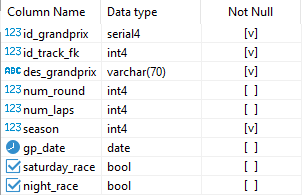 Column Name Data type Not Null
123 id_grandprix serial4 [v]
123 id_track_fk int4 [v]
ABC des_grandprix varchar(70) [v]
123 num_round int4 [ ]
123 num_laps int4 [ ]
123 season int4 [v]
gp_date date [ ]
saturday_race bool [ ]
night_race bool [ ]